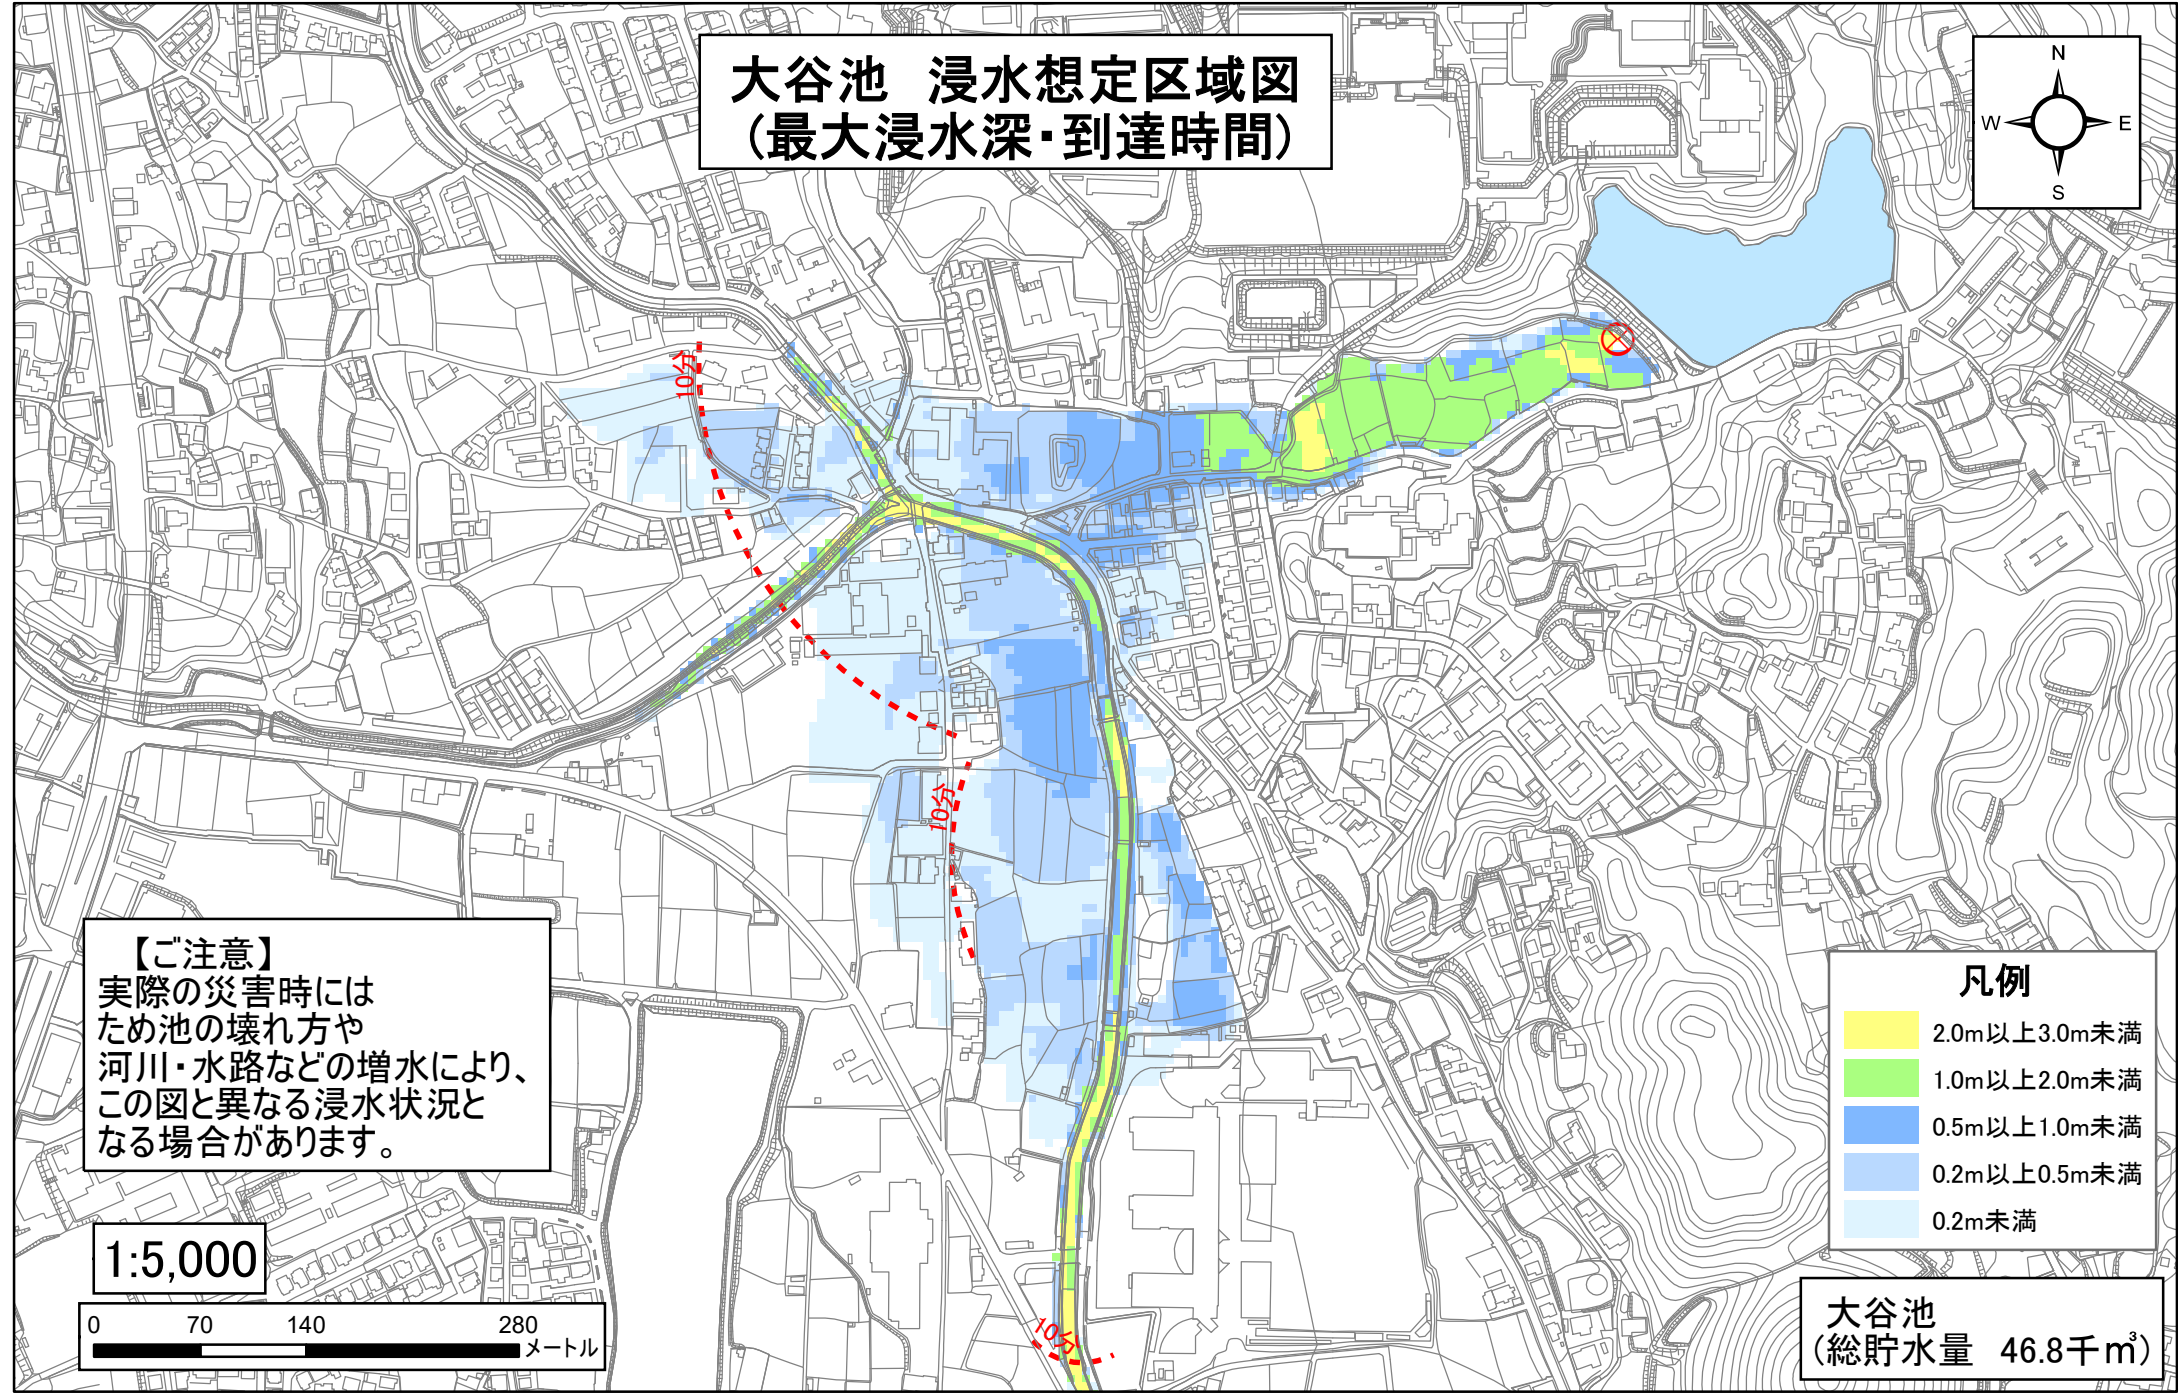 大谷池　浸水想定区域図
（最大浸水深・到達時間）
N
W
E
S
10分
10分
10分
【ご注意】
実際の災害時には
ため池の壊れ方や
河川・水路などの増水により、
この図と異なる浸水状況と
なる場合があります。
1:5,000
0 70 140 280
メートル
凡例
2.0m以上3.0m未満
1.0m以上2.0m未満
0.5m以上1.0m未満
0.2m以上0.5m未満
0.2m未満
大谷池
（総貯水量　46.8千㎥）